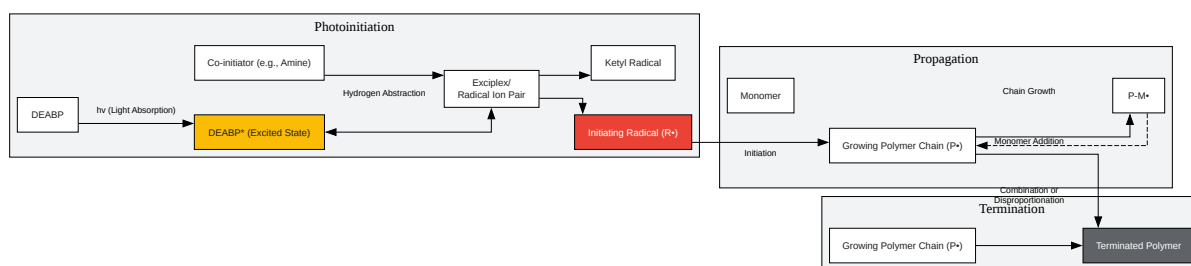 Photoinitiation
Co-initiator (e.g., Amine)
Ketyl Radical
Hydrogen Abstraction
Exciplex/
Radical Ion Pair
DEABP
hv (Light Absorption)
DEABP* (Excited State)
Initiating Radical (R•)
Propagation
Monomer
Chain Growth
P-M•
Initiation
Growing Polymer Chain (P•)
Monomer Addition
Combination or
Disproportionation
Termination
Growing Polymer Chain (P•)
Terminated Polymer